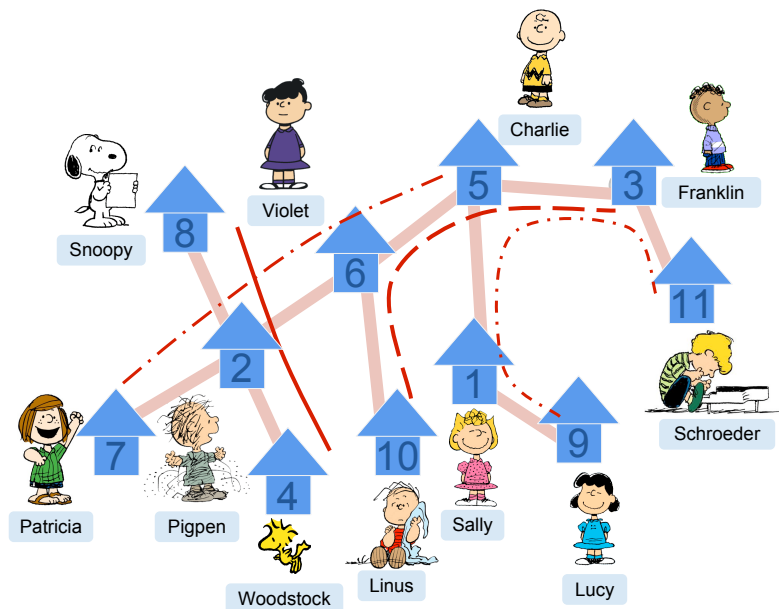 Charlie
5
3
Franklin
Violet
Snoopy
8
6
11
2
1
Schroeder
7
10
9
4
Patricia
Pigpen
Sally
Woodstock
Linus
Lucy